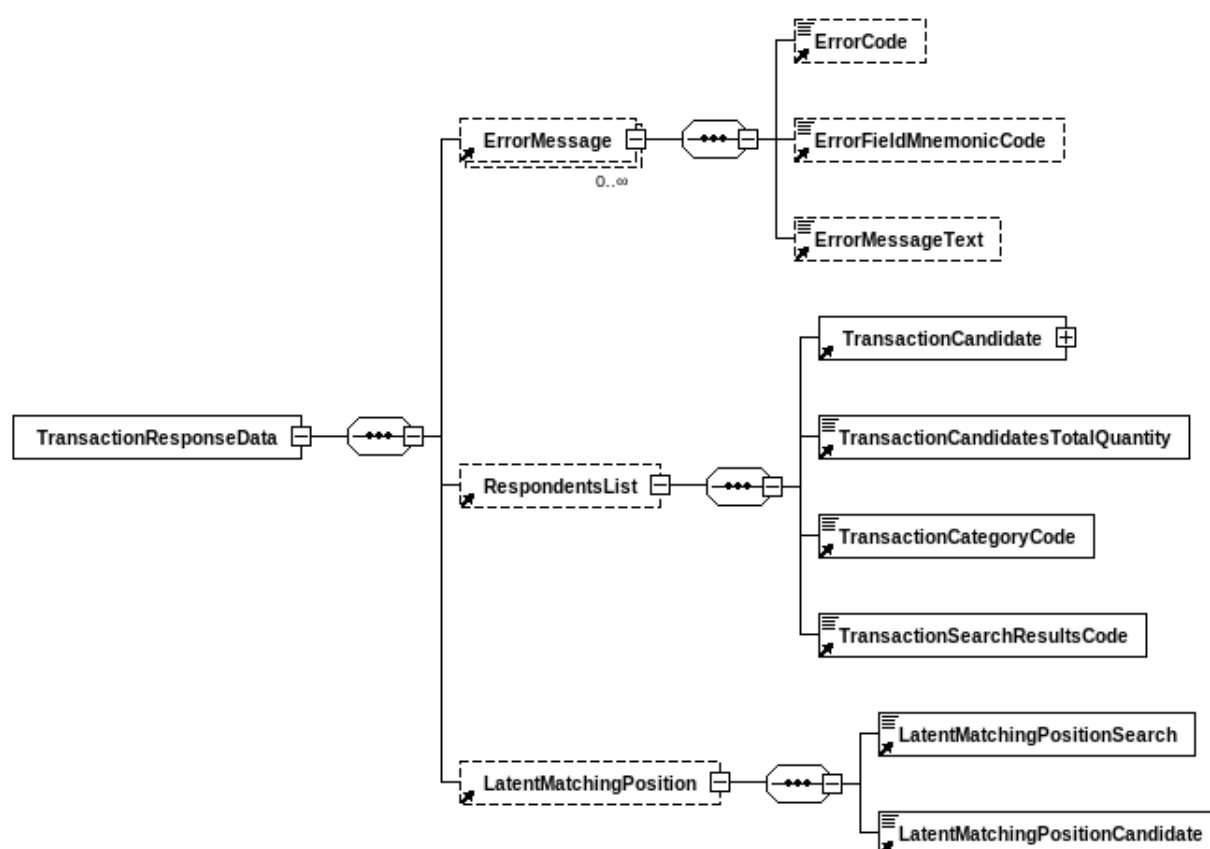 ErrorCode
ErrorMessage
ErrorFieldMnemonicCode
0..∞
ErrorMessageText
TransactionCandidate
TransactionResponseData
TransactionCandidatesTotalQuantity
RespondentsList
TransactionCategoryCode
TransactionSearchResultsCode
LatentMatchingPositionSearch
LatentMatchingPosition
LatentMatchingPositionCandidate